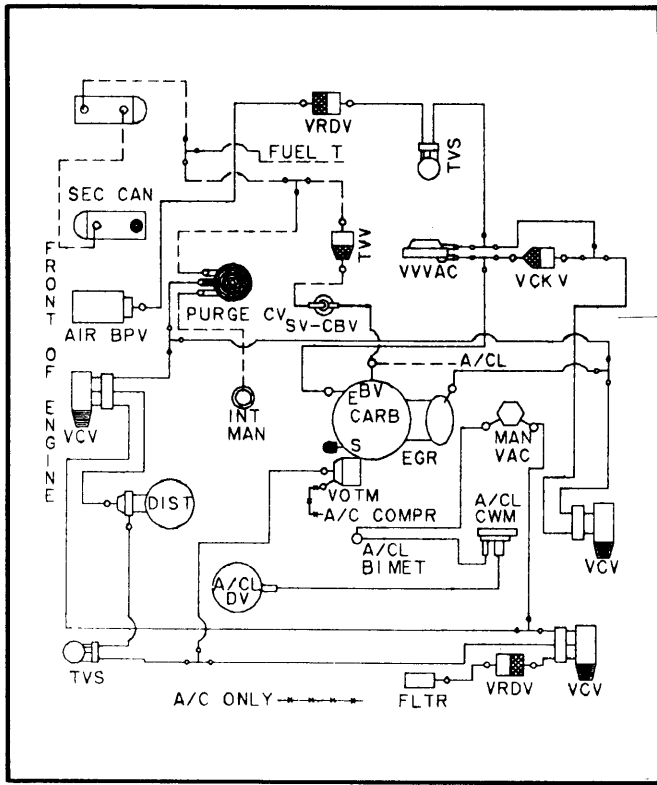 VRDV
TVS
FUEL T
SEC CAN
TVV
VVVAC
VCK V
FRONT OF ENGINE
AIR BPV
PURGE CV
SV-CBV
A/CL
E
BV
CARB
S
EGR
VCV
INT
MAN
MAN
VAC
DIST
VOTM
A/C COMPR
A/CL
CWM
A/CL
BI MET
VCV
A/CL
DV
TVS
A/C ONLY
FLTR
VRDV
VCV